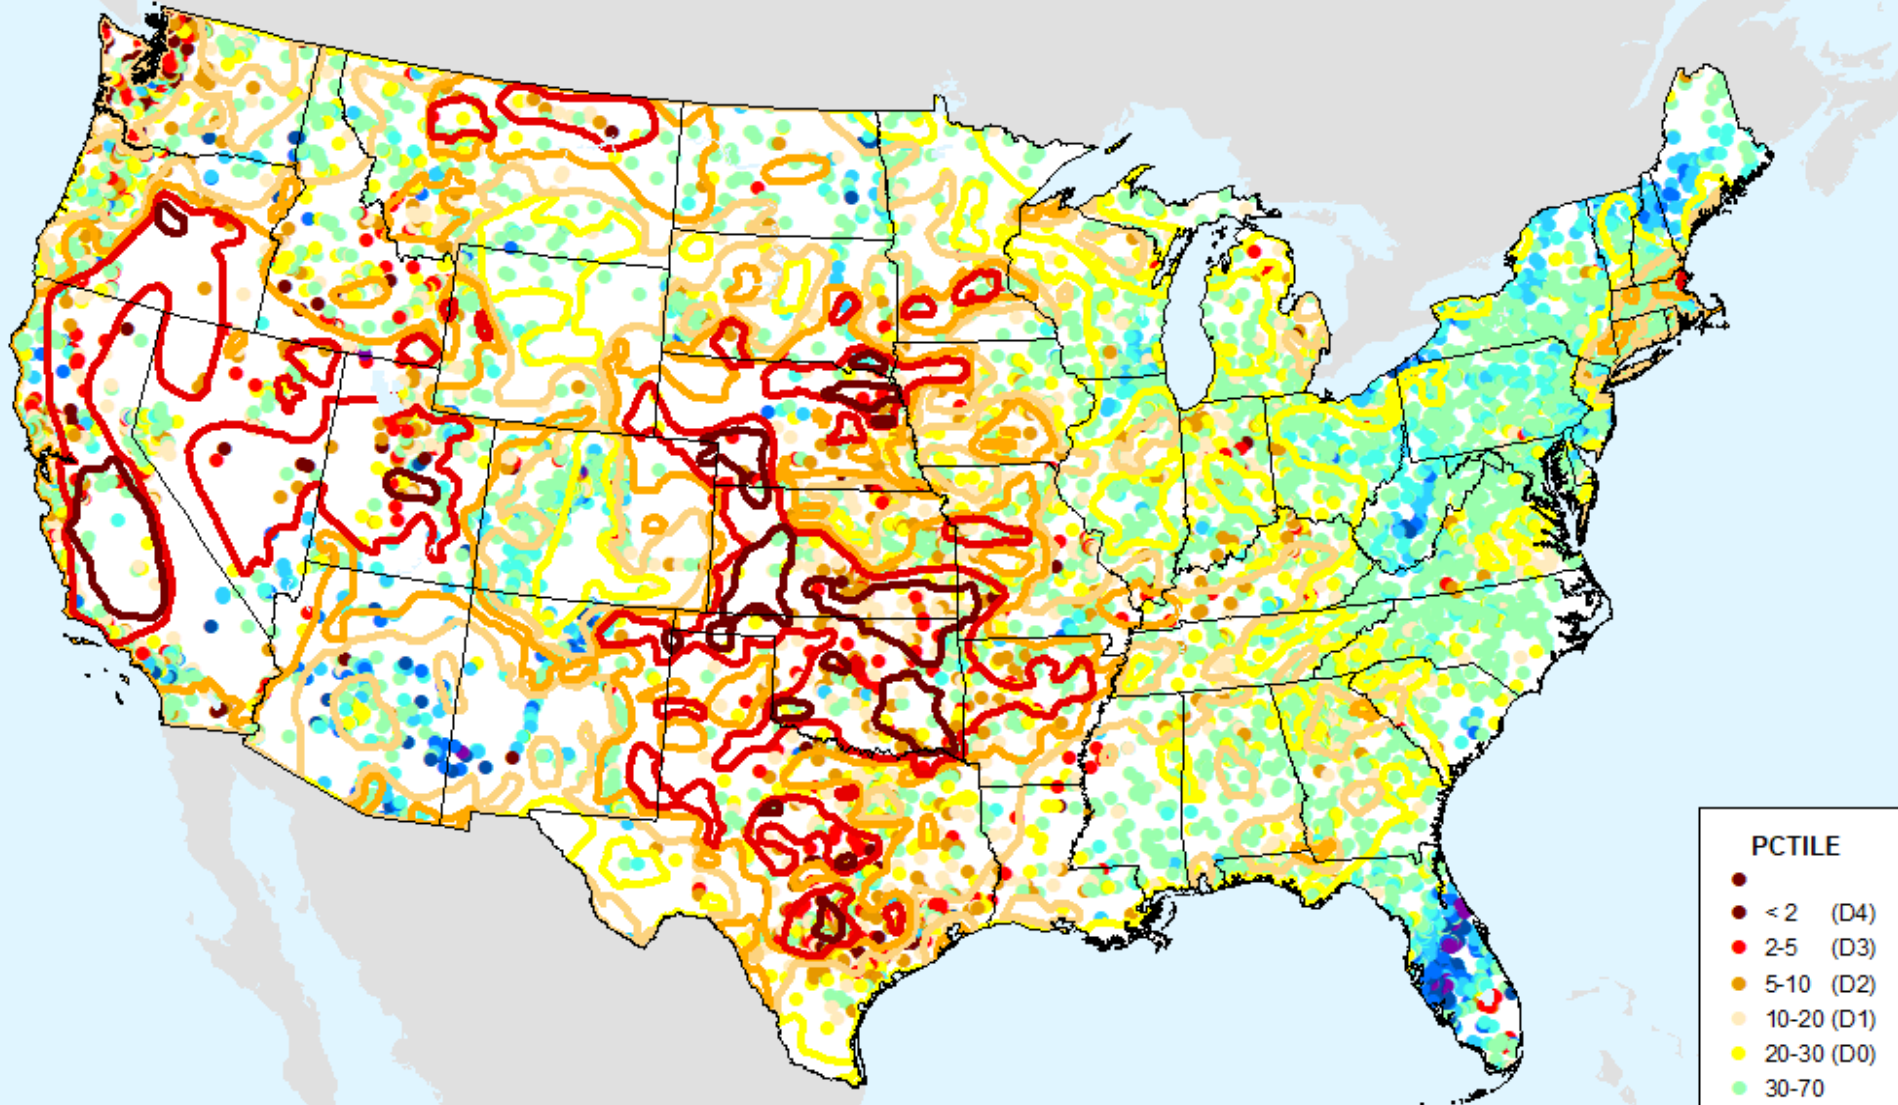 PCTILE
< 2 (D4)
2-5 (D3)
5-10 (D2)
10-20 (D1)
20-30 (D0)
30-70